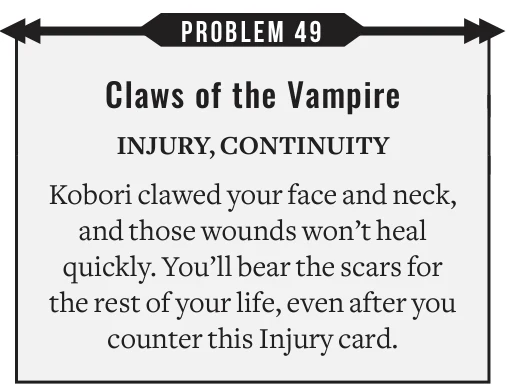 PROBLEM 49
Claws of the Vampire
INJURY, CONTINUITY
Kobori clawed your face and neck,
and those wounds won’t heal
quickly. You’ll bear the scars for
the rest of your life, even after you
counter this Injury card.